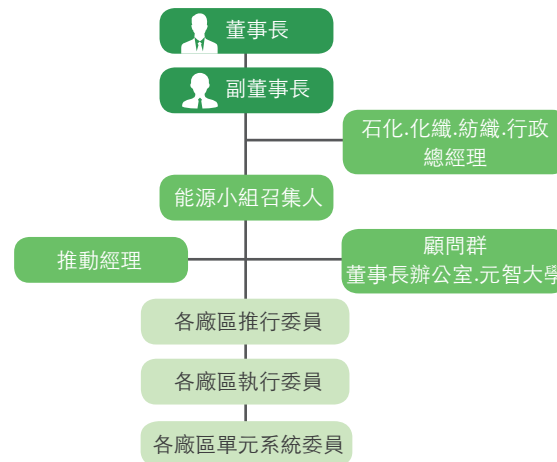 董事長
副董事長
石化.化纖.紡織.行政
總經理
能源小組召集人
推動經理
顧問群
董事長辦公室.元智大學
各廠區推行委員
各廠區執行委員
各廠區單元系統委員